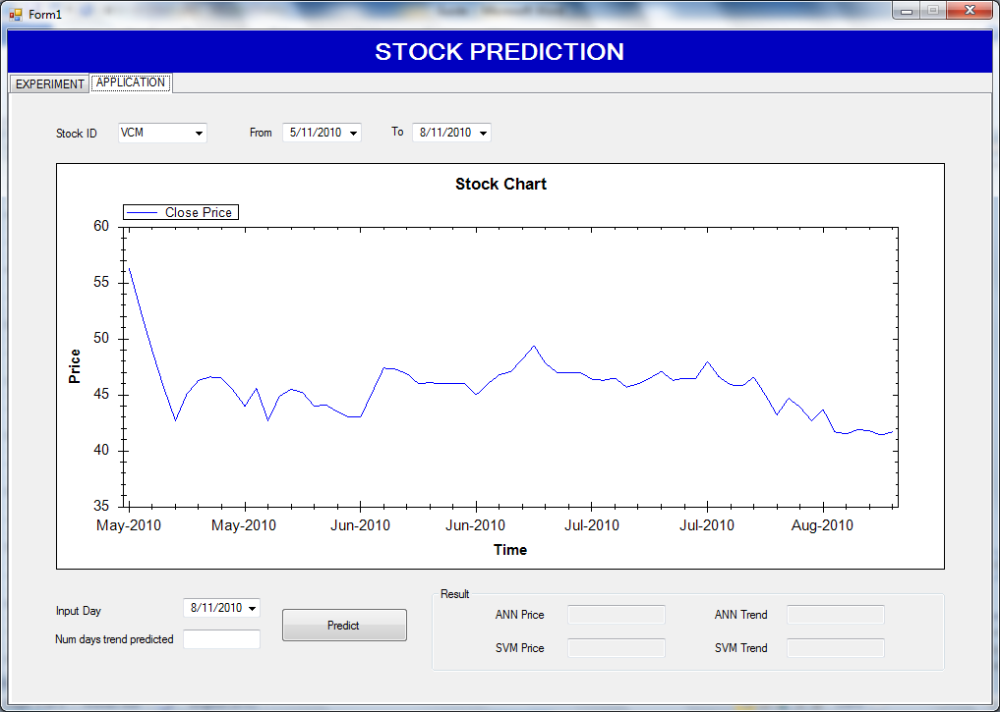 Form1
STOCK PREDICTION
EXPERIMENT APPLICATION
Stock ID VCM From 5/11/2010 To 8/11/2010
Stock Chart
Close Price
60
55
50
45
40
35
Price
May-2010 May-2010 Jun-2010 Jun-2010 Jul-2010 Jul-2010 Aug-2010
Time
Input Day 8/11/2010
Num days trend predicted
Predict
Result
ANN Price ANN Trend
SVM Price SVM Trend